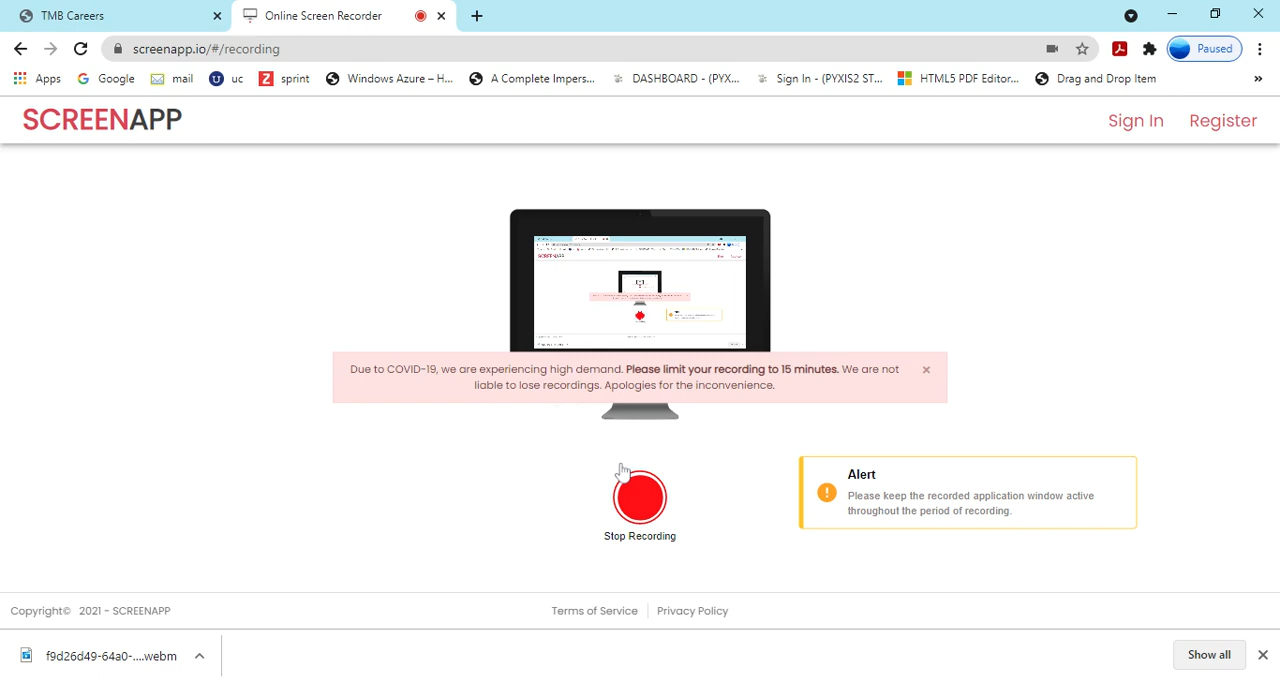 TMB Careers
Online Screen Recorder
screenapp.io/#/recording
Paused
Apps
Google
mail
uc
sprint
Windows Azure – H...
A Complete Impers...
DASHBOARD - (PYX...
Sign In - (PYXIS2 ST...
HTML5 PDF Editor...
Drag and Drop Item
»
SCREENAPP
Sign In
Register
Due to COVID-19, we are experiencing high demand. Please limit your recording to 15 minutes. We are not
liable to lose recordings. Apologies for the inconvenience.
Alert
Please keep the recorded application window active
throughout the period of recording.
Stop Recording
Copyright© 2021 - SCREENAPP
Terms of Service
Privacy Policy
f9d26d49-64a0-....webm
Show all